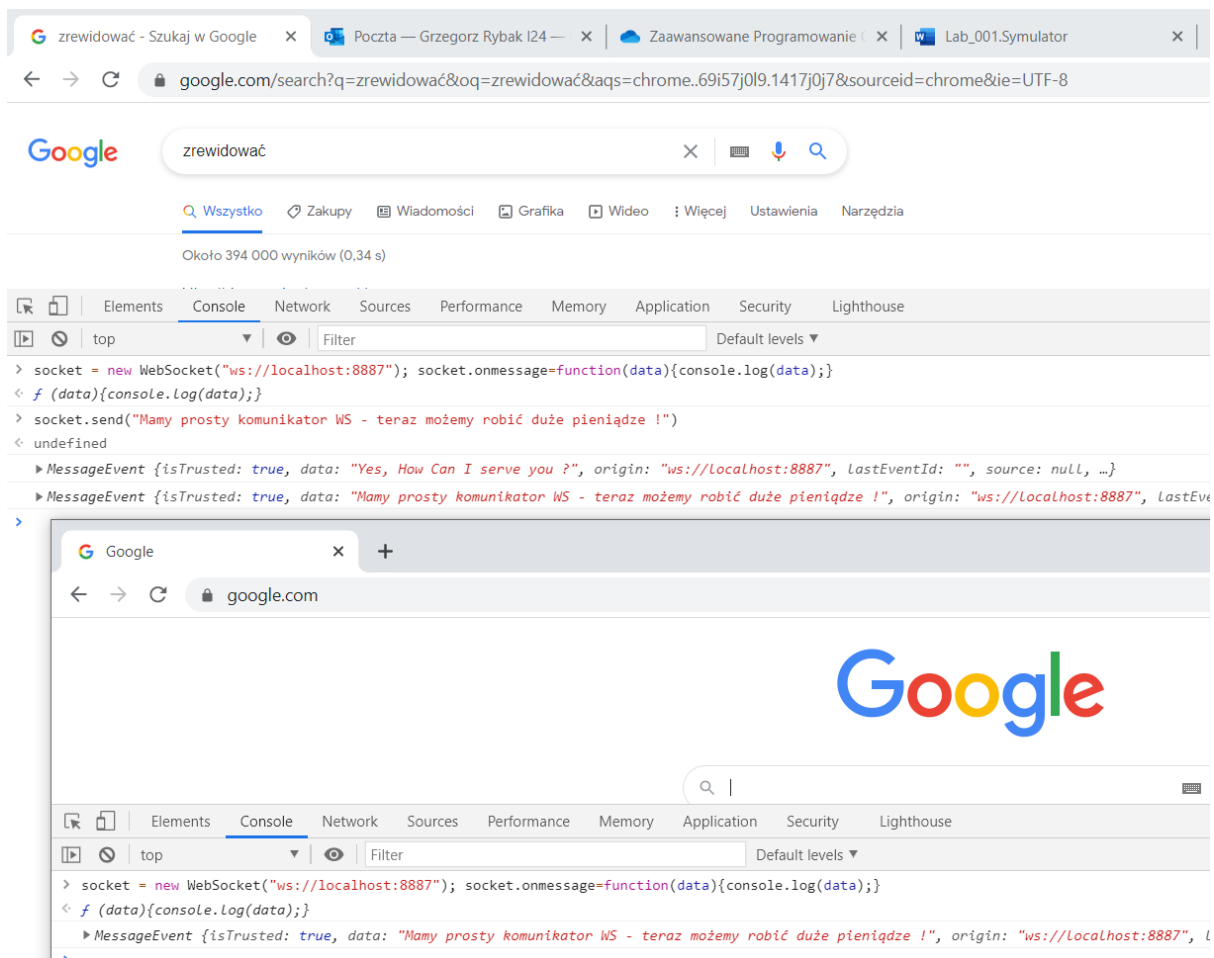 zrewidować - Szukaj w Google Poczta — Grzegorz Rybak I24 — Zaawansowane Programowanie Lab_001.Symulator
google.com/search?q=zrewidować&oq=zrewidować&aqs=chrome..69i57j0l9.1417j0j7&sourceid=chrome&ie=UTF-8
Google zrewidować
Wszystko Zakupy Wiadomości Grafika Wideo Więcej Ustawienia Narzędzia
Około 394 000 wyników (0,34 s)
Elements Console Network Sources Performance Memory Application Security Lighthouse
top Filter Default levels
> socket = new WebSocket("ws://localhost:8887"); socket.onmessage=function(data){console.log(data);}
ƒ (data){console.log(data);}
> socket.send("Mamy prosty komunikator WS - teraz możemy robić duże pieniądze !")
undefined
MessageEvent {isTrusted: true, data: "Yes, How Can I serve you ?", origin: "ws://localhost:8887", lastEventId: "", source: null, …}
MessageEvent {isTrusted: true, data: "Mamy prosty komunikator WS - teraz możemy robić duże pieniądze !", origin: "ws://localhost:8887", lastEve
>
Google
google.com
Google
Elements Console Network Sources Performance Memory Application Security Lighthouse
top Filter Default levels
> socket = new WebSocket("ws://localhost:8887"); socket.onmessage=function(data){console.log(data);}
ƒ (data){console.log(data);}
MessageEvent {isTrusted: true, data: "Mamy prosty komunikator WS - teraz możemy robić duże pieniądze !", origin: "ws://localhost:8887",